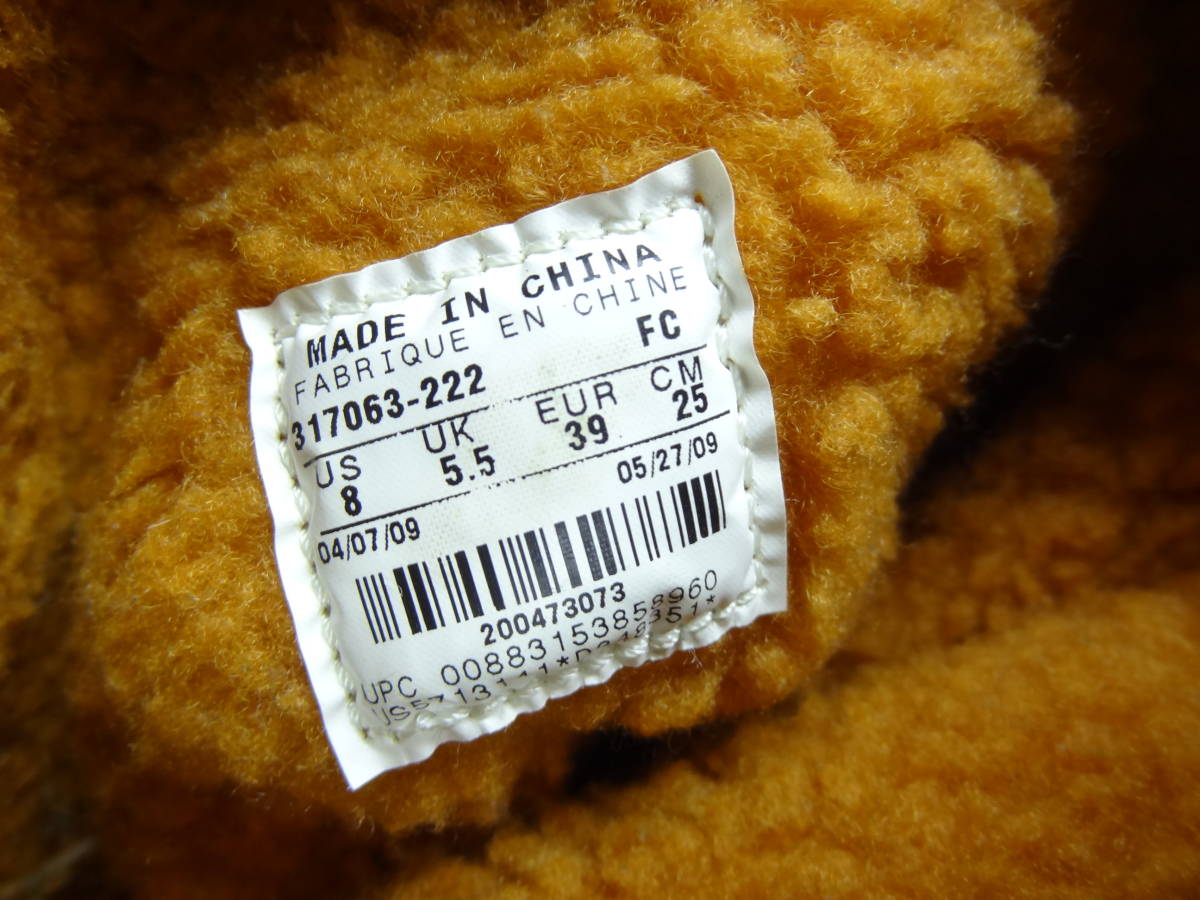 MADE IN CHINA
FABRIQUE EN CHINE
317063-222 FC
US UK EUR CM
8 5.5 39 25
04/07/09 05/27/09
200473073
UPC 00883153858960